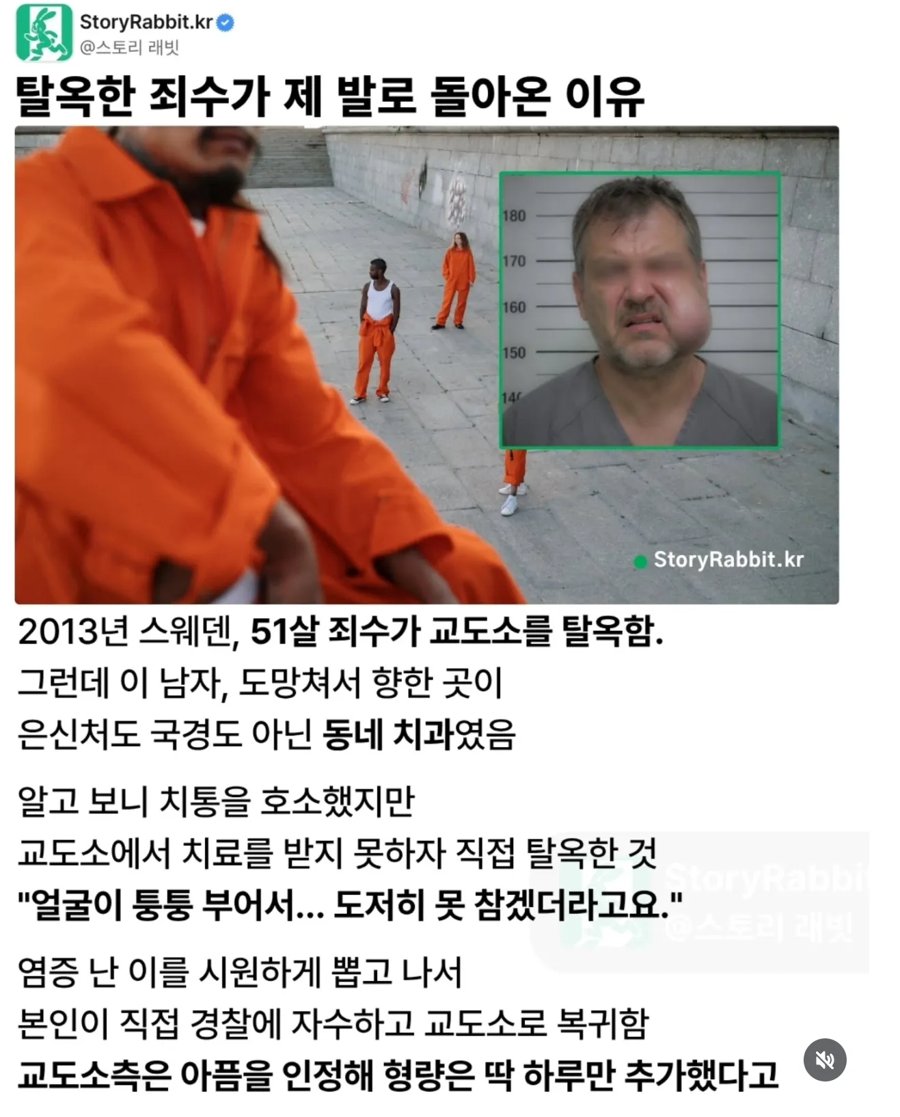 StoryRabbit.kr
@스토리 래빗
탈옥한 죄수가 제 발로 돌아온 이유
180
170
160
150
140
StoryRabbit.kr
2013년 스웨덴, 51살 죄수가 교도소를 탈옥함.
그런데 이 남자, 도망쳐서 향한 곳이
은신처도 국경도 아닌 동네 치과였음
알고 보니 치통을 호소했지만
교도소에서 치료를 받지 못하자 직접 탈옥한 것
StoryRabbit
"얼굴이 퉁퉁 부어서... 도저히 못 참겠더라고요."
@스토리 래빗
염증 난 이를 시원하게 뽑고 나서
본인이 직접 경찰에 자수하고 교도소로 복귀함
교도소측은 아픔을 인정해 형량은 딱 하루만 추가했다고